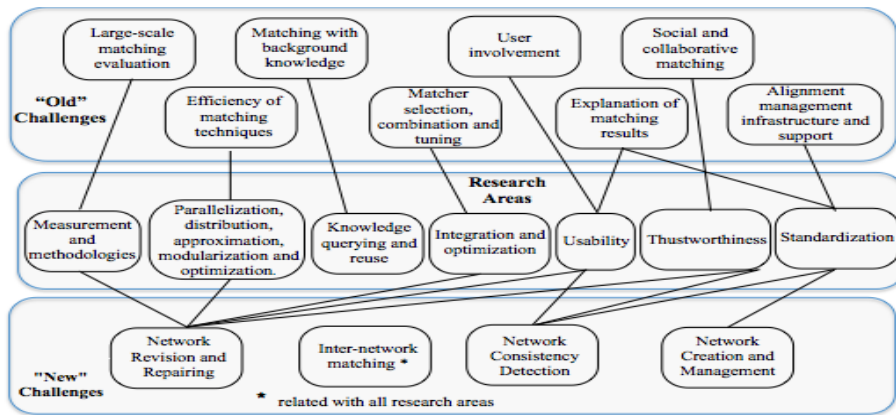 Large-scale
matching
evaluation
Matching with
background
knowledge
User
involvement
Social and
collaborative
matching
“Old”
Challenges
Efficiency of
matching
techniques
Matcher
selection,
combination and
tuning
Explanation of
matching
results
Alignment
management
infrastructure and
support
Research
Areas
Measurement
and
methodologies
Parallelization,
distribution,
approximation,
modularization and
optimization.
Knowledge
querying and
reuse
Integration and
optimization
Usability
Thustworthiness
Standardization
"New"
Challenges
Network
Revision and
Repairing
Inter-network
matching *
Network
Consistency
Detection
Network
Creation and
Management
* related with all research areas